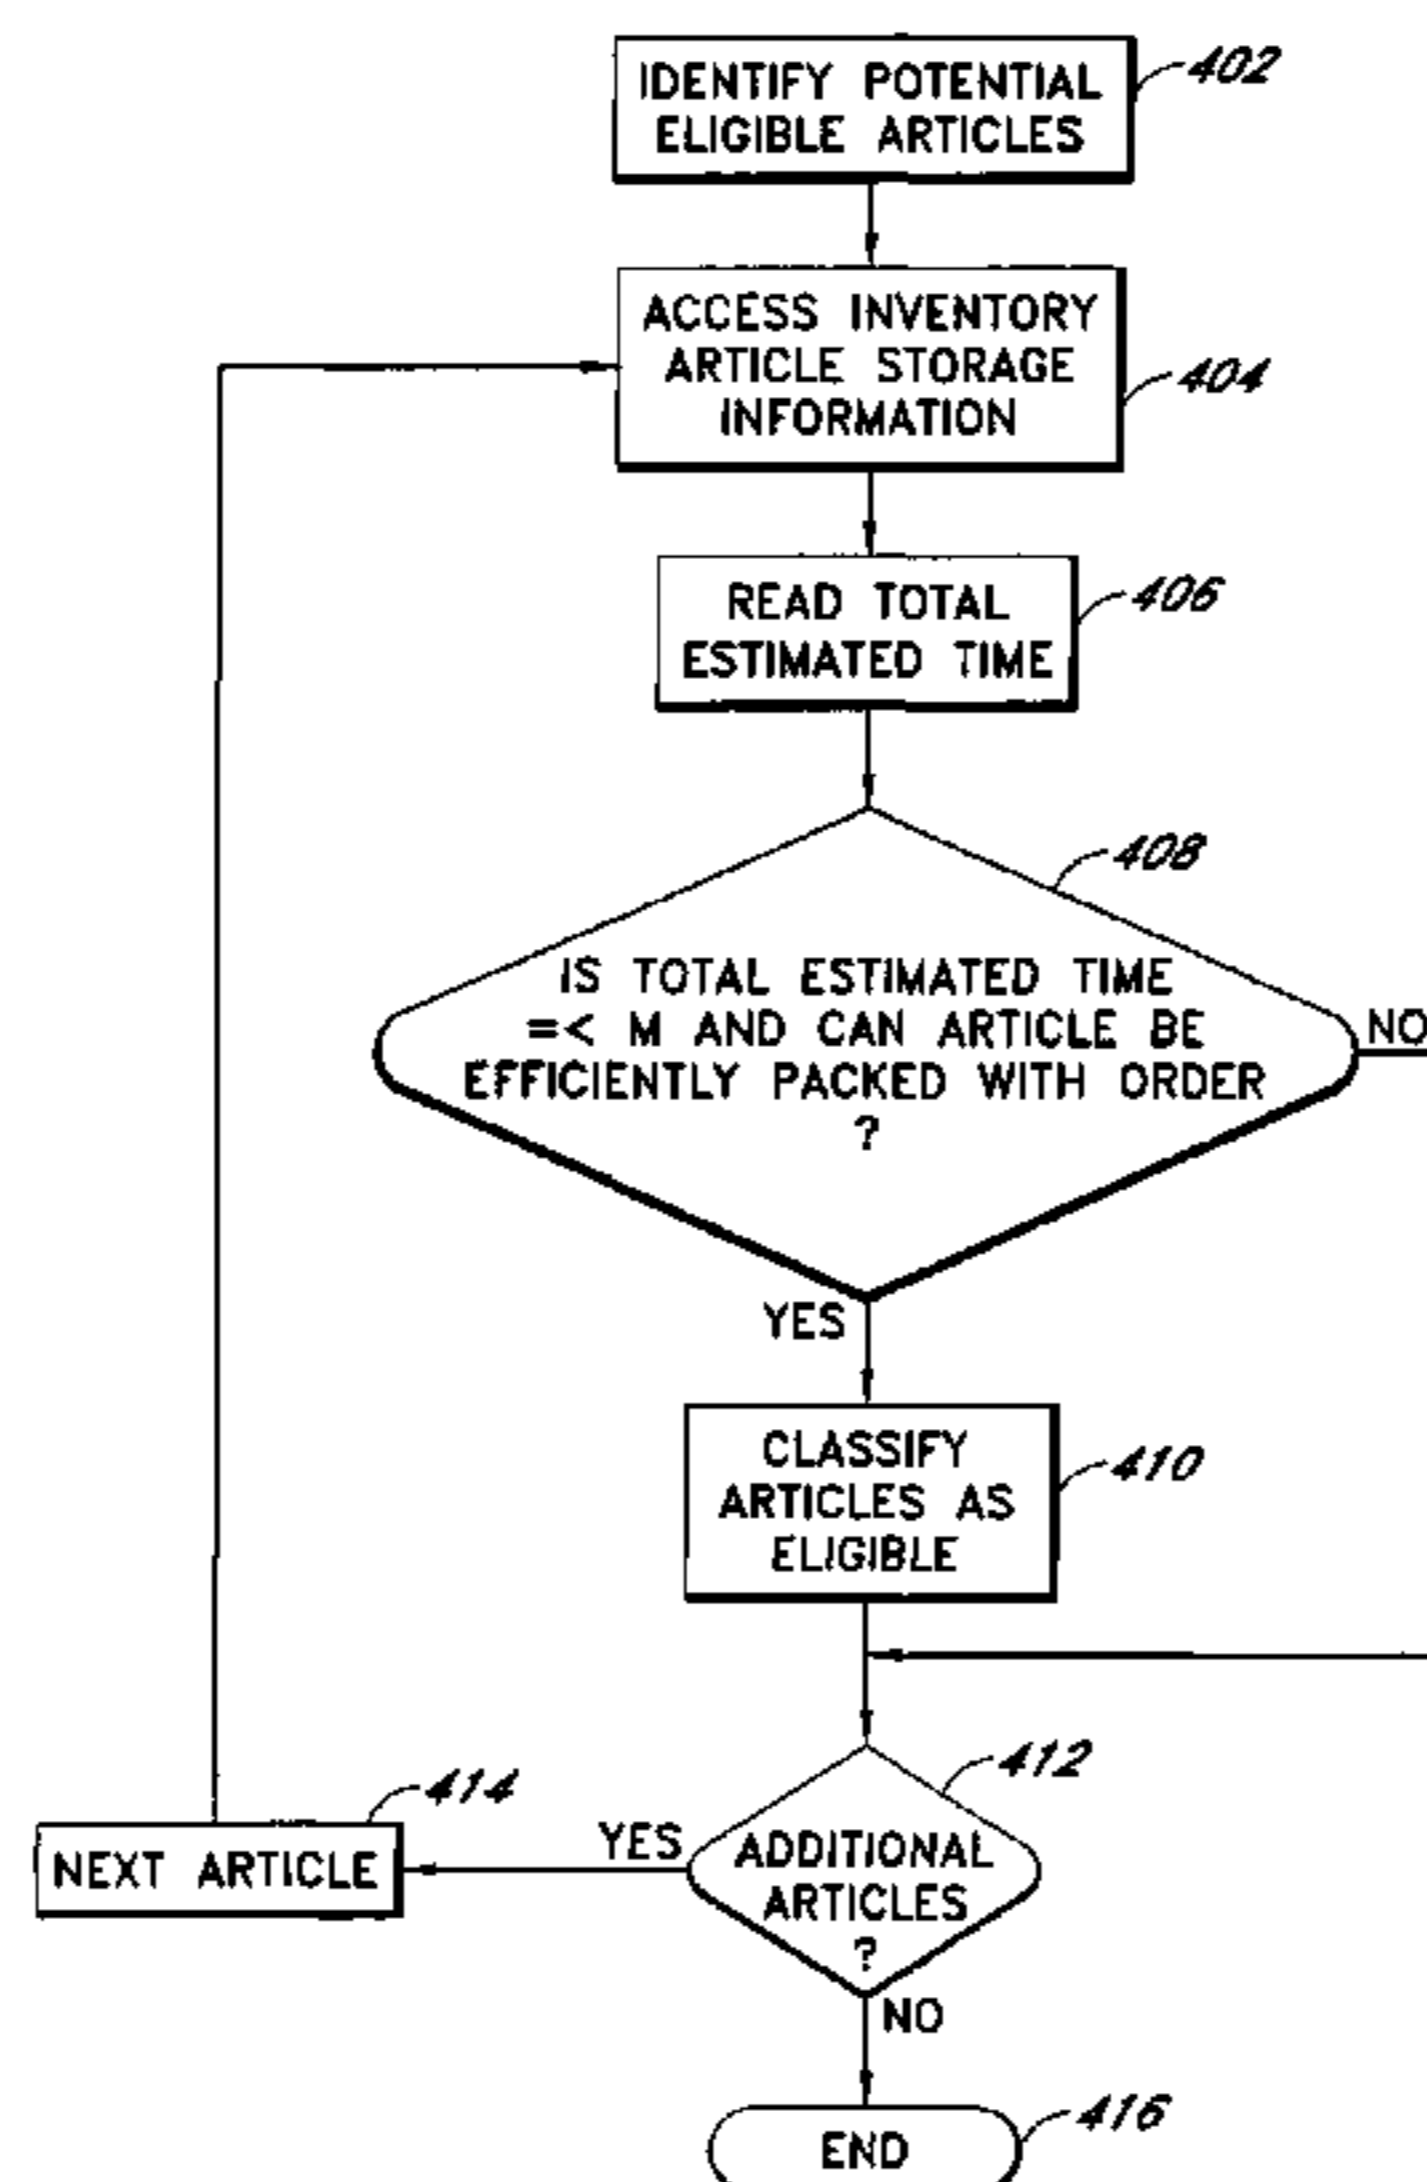 IDENTIFY POTENTIAL
ELIGIBLE ARTICLES
402
ACCESS INVENTORY
ARTICLE STORAGE
INFORMATION
404
READ TOTAL
ESTIMATED TIME
406
408
IS TOTAL ESTIMATED TIME
=< M AND CAN ARTICLE BE
EFFICIENTLY PACKED WITH ORDER
?
NO
YES
CLASSIFY
ARTICLES AS
ELIGIBLE
410
412
ADDITIONAL
ARTICLES
?
YES
414
NEXT ARTICLE
NO
END
416